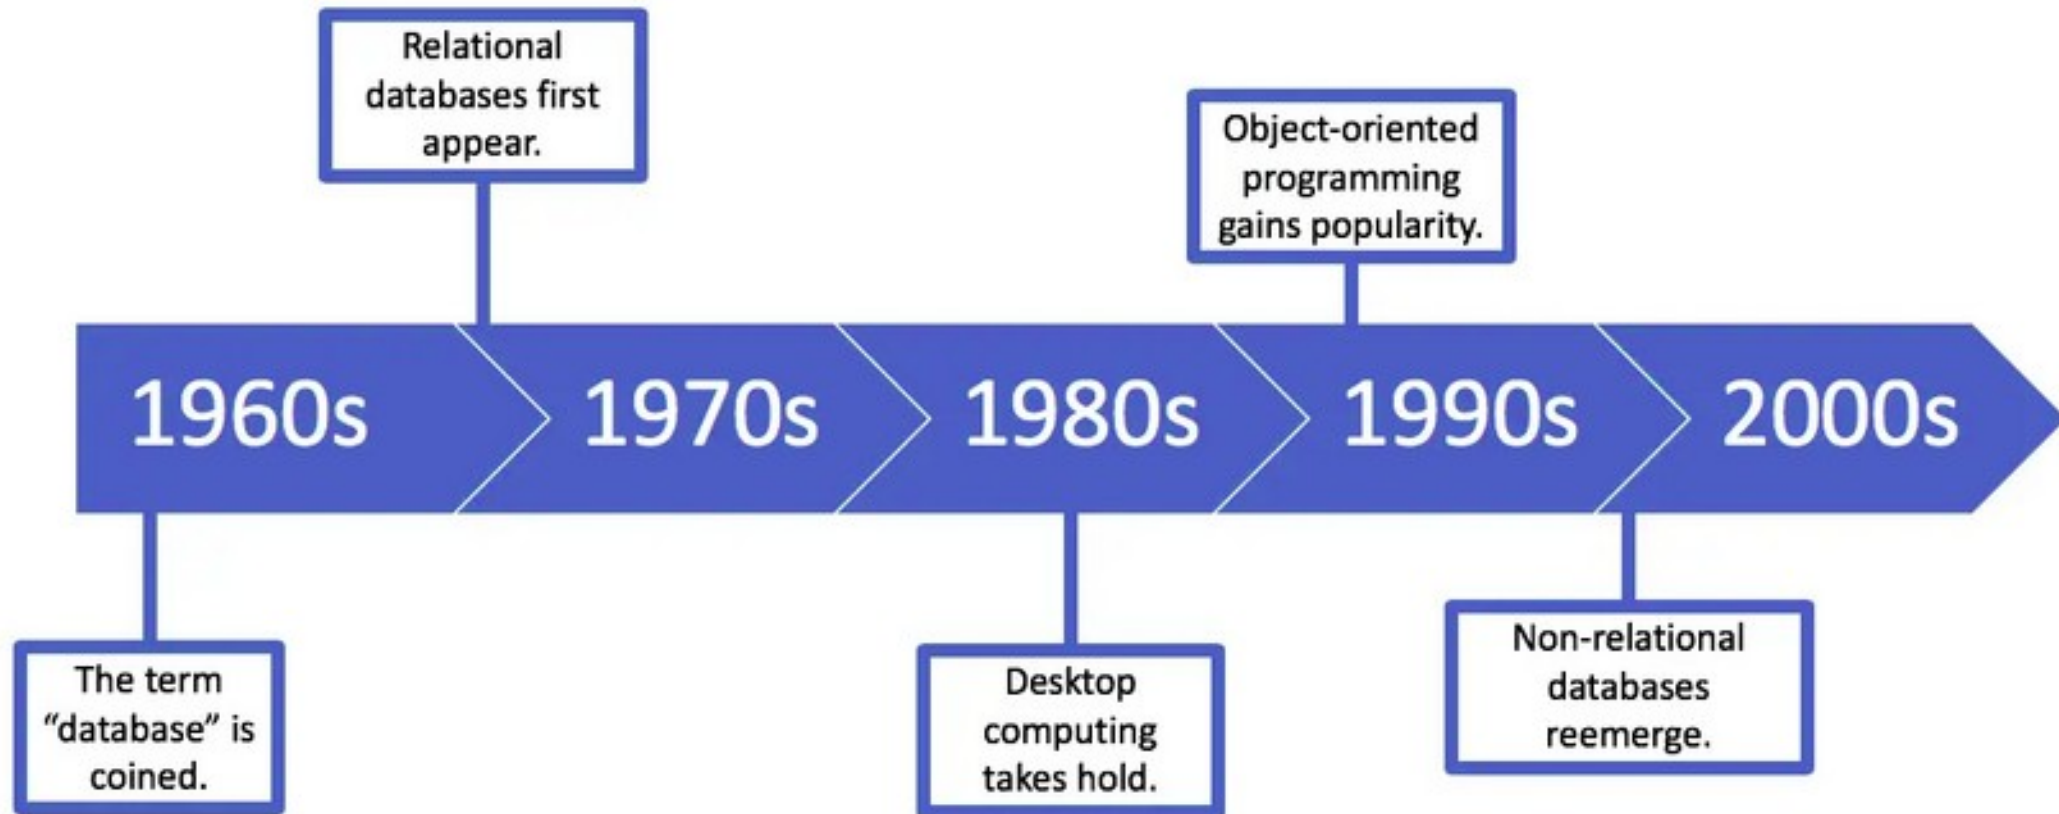 Relational
databases first
appear.
Object-oriented
programming
gains popularity.
1960s
1970s
1980s
1990s
2000s
The term
“database” is
coined.
Desktop
computing
takes hold.
Non-relational
databases
reemerge.